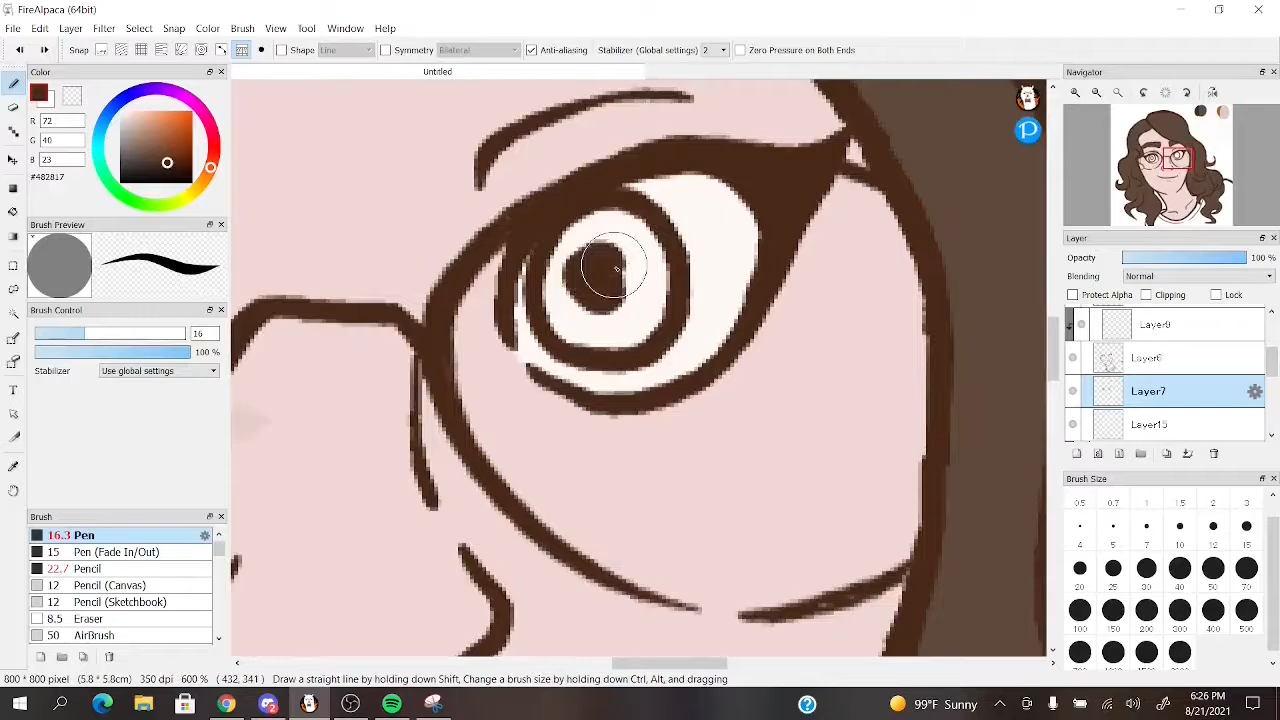 FireAlpaca (64bit)
File Edit Layer Filter Select Snap Color Brush View Tool Window Help
Snap Shape Line Symmetry Bilateral Anti-aliasing Stabilizer (Global settings) 2 Zero Pressure on Both Ends
Color
Untitled
Navigator
R 72
G 40
B 23
#482817
Brush Preview
Layer
Opacity 100 %
Blending Normal
Protect Alpha Clipping Lock
Brush Control
16
100 %
Stabilizer Use global settings
Layer6
Layer7
Layer15
Brush Size
0.5 0.7 1 1.5 2 3
4 5 7 10 12 15
20 25 30 40 50 70
100 150 200 300 400 500
Brush
16.3 Pen
15 Pen (Fade In/Out)
22.7 Pencil
12 Pencil (Canvas)
12 Pencil (Sketchbook)
8.5 Eraser
50 AirBrush
800 * 800 pixel (5.8 * 5.8cm) 350 dpi 600 % ( 432, 341 ) Draw a straight line by holding down Shift, Change a brush size by holding down Ctrl, Alt, and dragging
99°F Sunny
6:26 PM
8/21/2021